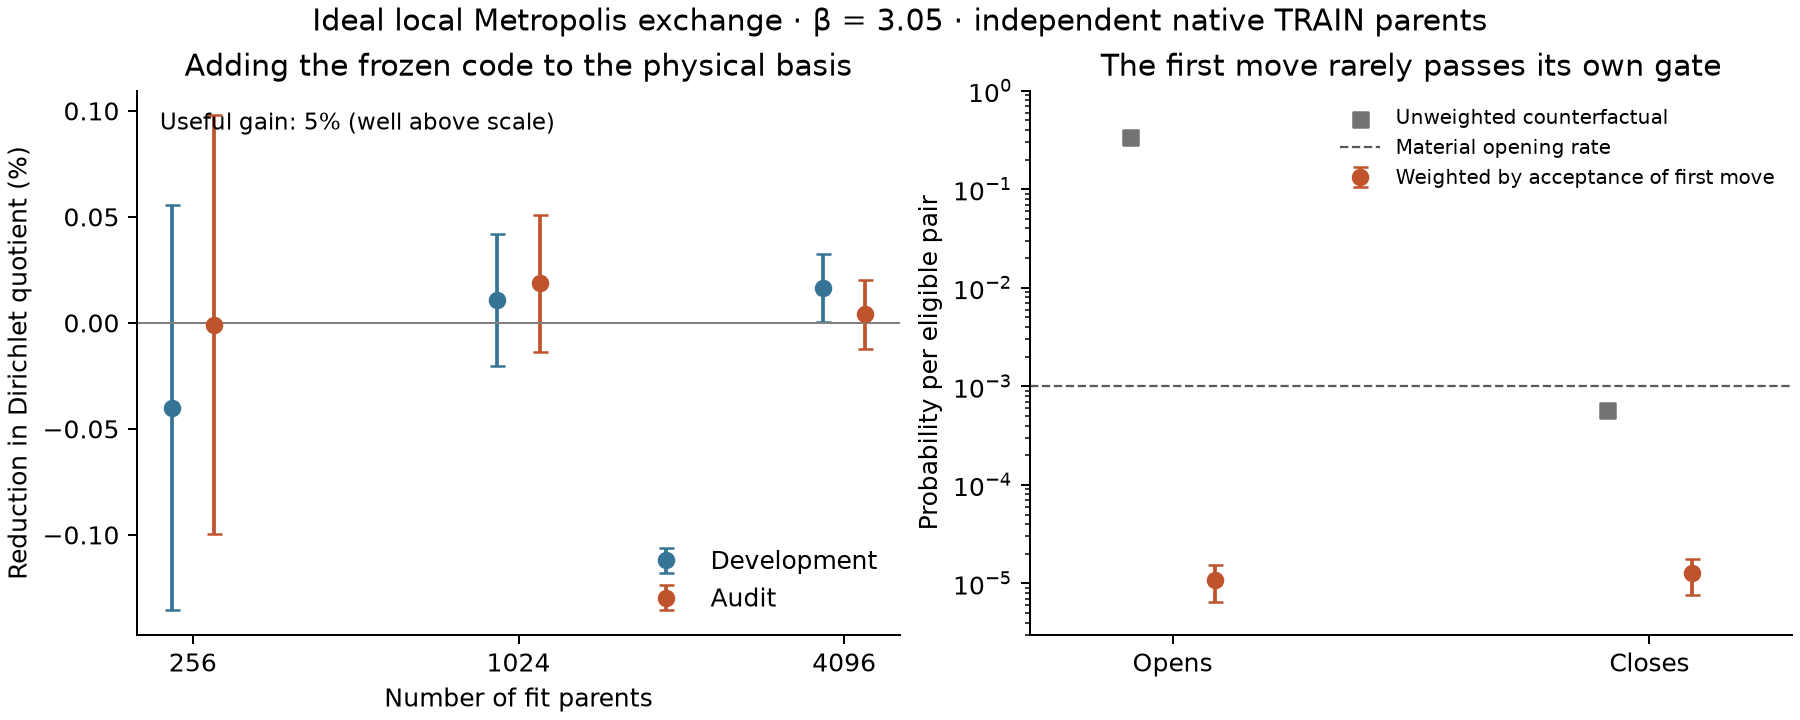 Ideal local Metropolis exchange · β = 3.05 · independent native TRAIN parents
Adding the frozen code to the physical basis
Useful gain: 5% (well above scale)
Reduction in Dirichlet quotient (%)
0.10
0.05
0.00
−0.05
−0.10
Development
Audit
256
1024
4096
Number of fit parents
The first move rarely passes its own gate
Probability per eligible pair
10⁰
10⁻¹
10⁻²
10⁻³
10⁻⁴
10⁻⁵
Unweighted counterfactual
Material opening rate
Weighted by acceptance of first move
Opens
Closes